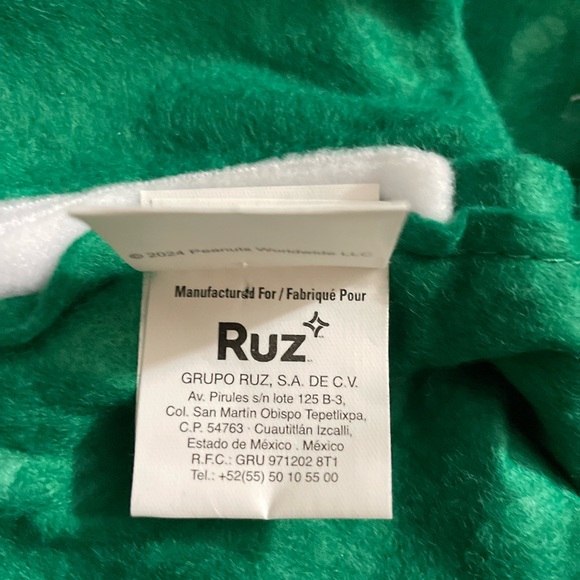 © 2024 Peanuts Worldwide LLC
Manufactured For / Fabriqué Pour
Ruz
GRUPO RUZ, S.A. DE C.V.
Av. Pirules s/n lote 125 B-3,
Col. San Martin Obispo Tepetlixpa,
C.P. 54763 · Cuautitlán Izcalli,
Estado de México . México
R.F.C.: GRU 971202 8T1
Tel.: +52(55) 50 10 55 00